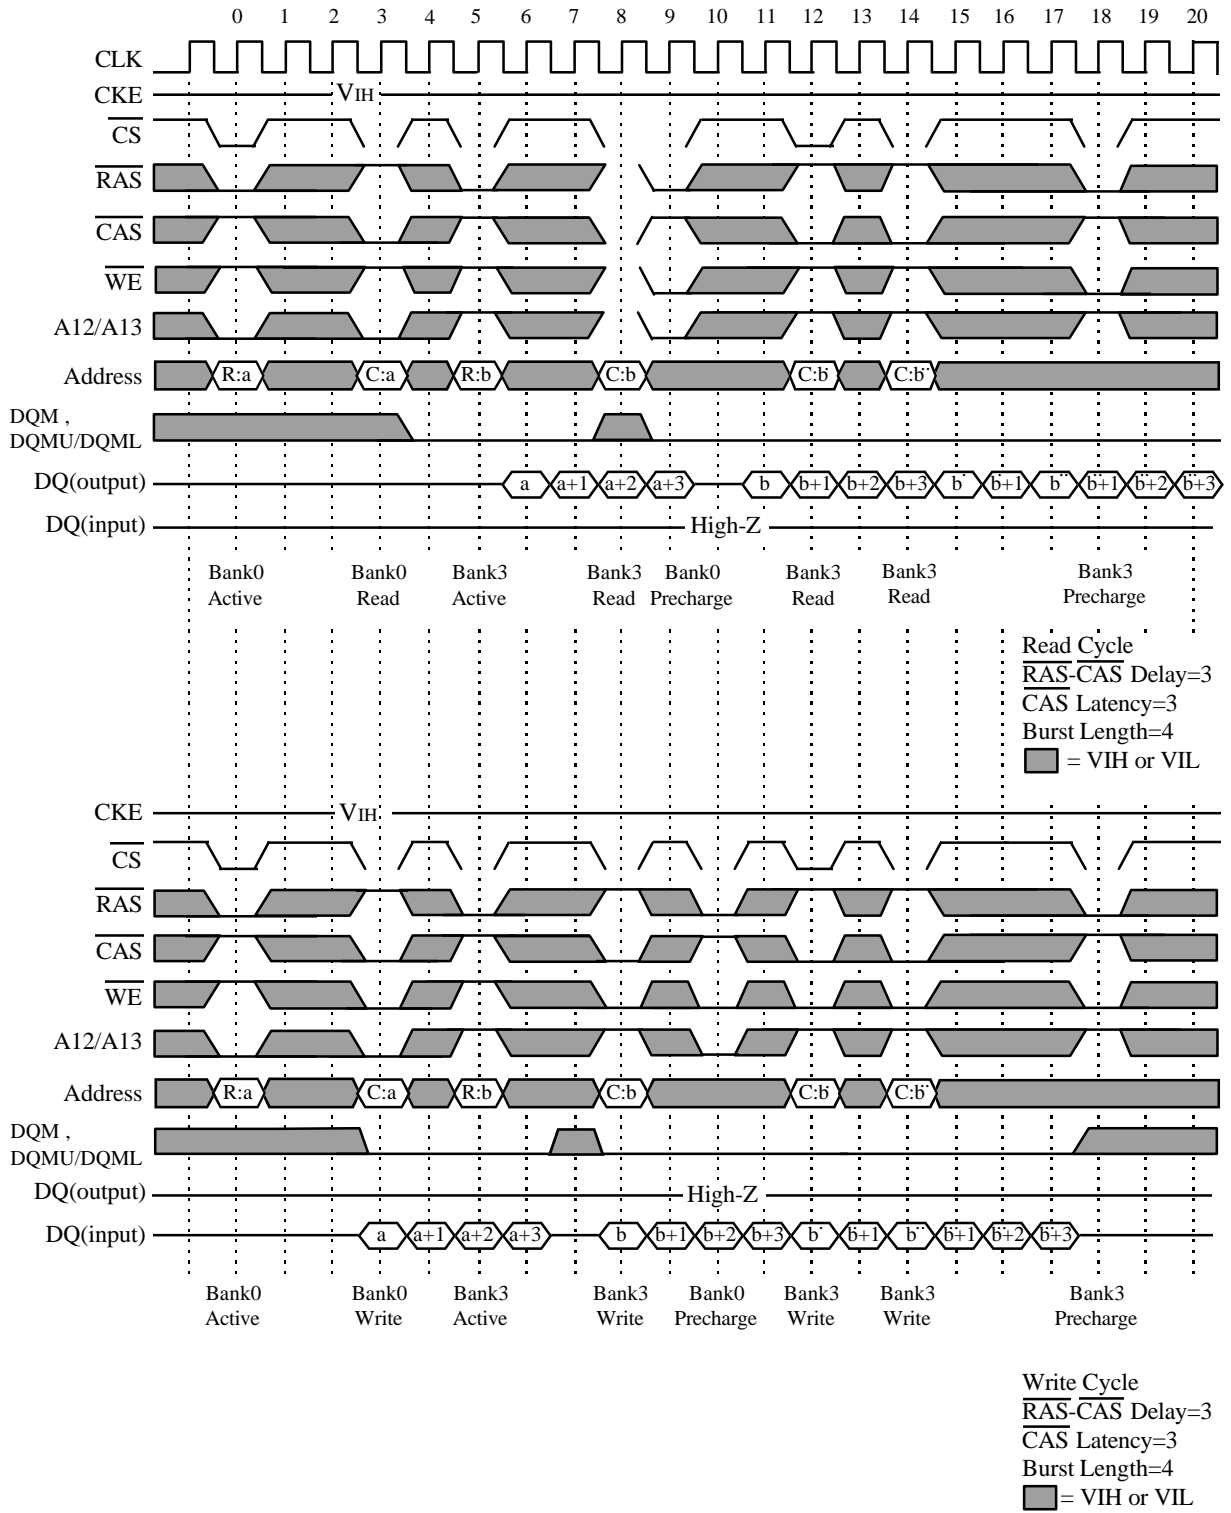 0 1 2 3 4 5 6 7 8 9 10 11 12 13 14 15 16 17 18 19 20
CLK
CKE VIH
CS
RAS
CAS
WE
A12/A13
Address R:a C:a R:b C:b C:b' C:b''
DQM ,
DQMU/DQML
DQ(output) a a+1 a+2 a+3 b b+1 b+2 b+3 b' b'+1 b'' b''+1 b''+2 b''+3
DQ(input) High-Z
Bank0 Bank0 Bank3 Bank3 Bank0 Bank3 Bank3 Bank3
Active Read Active Read Precharge Read Read Precharge
Read Cycle
RAS-CAS Delay=3
CAS Latency=3
Burst Length=4
= VIH or VIL
CKE VIH
CS
RAS
CAS
WE
A12/A13
Address R:a C:a R:b C:b C:b' C:b''
DQM ,
DQMU/DQML
DQ(output) High-Z
DQ(input) a a+1 a+2 a+3 b b+1 b+2 b+3 b' b'+1 b'' b''+1 b''+2 b''+3
Bank0 Bank0 Bank3 Bank3 Bank0 Bank3 Bank3 Bank3
Active Write Active Write Precharge Write Write Precharge
Write Cycle
RAS-CAS Delay=3
CAS Latency=3
Burst Length=4
= VIH or VIL